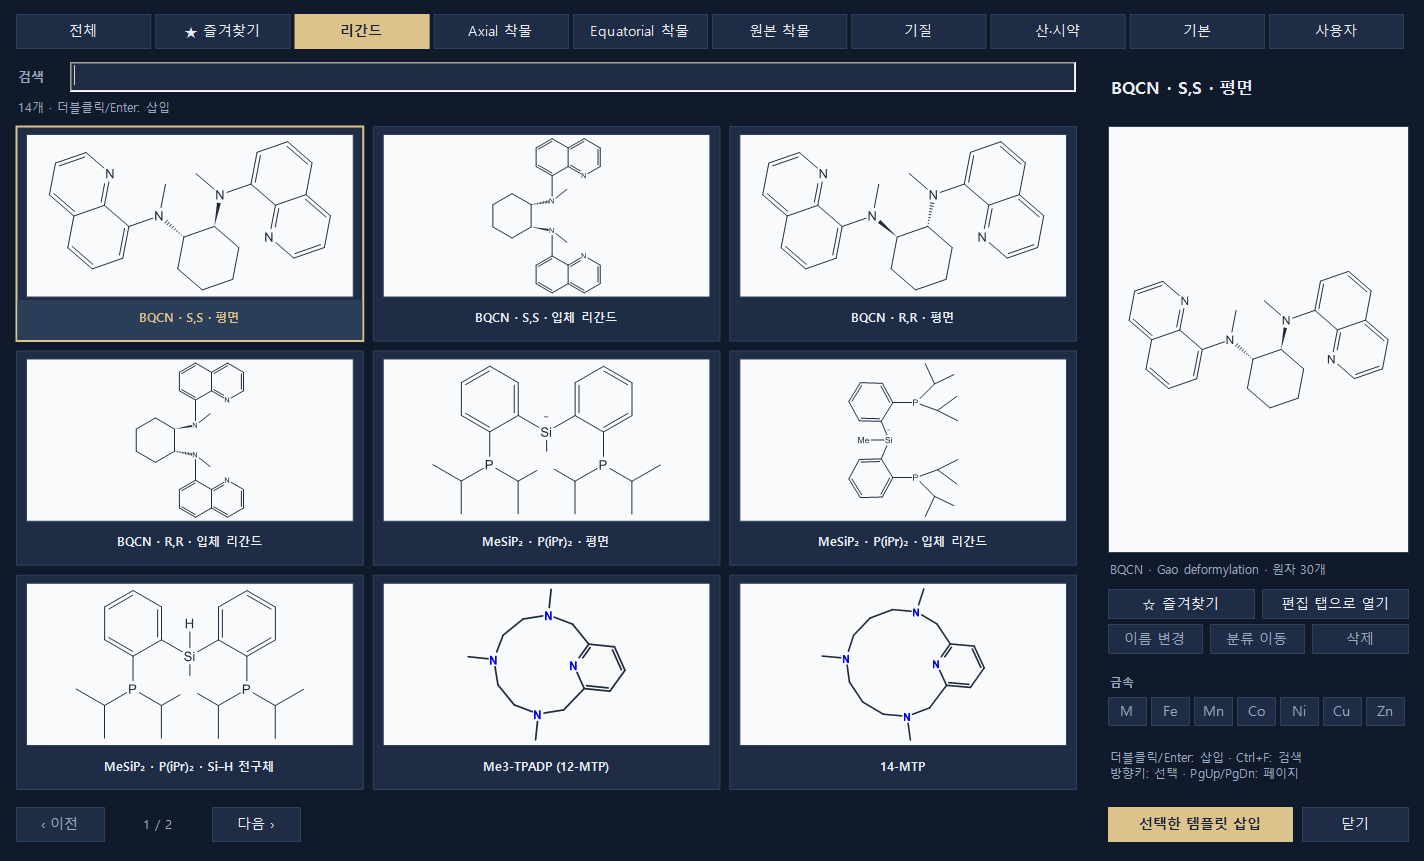 전체
★ 즐겨찾기
리간드
Axial 착물
Equatorial 착물
원본 착물
기질
산·시약
기본
사용자
검색
14개 · 더블클릭/Enter: 삽입
BQCN · S,S · 평면
N
N
N
N
BQCN · S,S · 평면
N
N
N
N
BQCN · S,S · 입체 리간드
N
N
N
N
BQCN · R,R · 평면
N
N
N
N
BQCN · R,R · 입체 리간드
Si
−
P
P
MeSiP₂ · P(iPr)₂ · 평면
P
Me
Si
−
P
MeSiP₂ · P(iPr)₂ · 입체 리간드
H
Si
P
P
MeSiP₂ · P(iPr)₂ · Si–H 전구체
N
N
N
N
Me3-TPADP (12-MTP)
N
N
N
N
14-MTP
‹ 이전
1 / 2
다음 ›
N
N
N
N
BQCN · Gao deformylation · 원자 30개
☆ 즐겨찾기
편집 탭으로 열기
이름 변경
분류 이동
삭제
금속
M
Fe
Mn
Co
Ni
Cu
Zn
더블클릭/Enter: 삽입 · Ctrl+F: 검색
방향키: 선택 · PgUp/PgDn: 페이지
선택한 템플릿 삽입
닫기